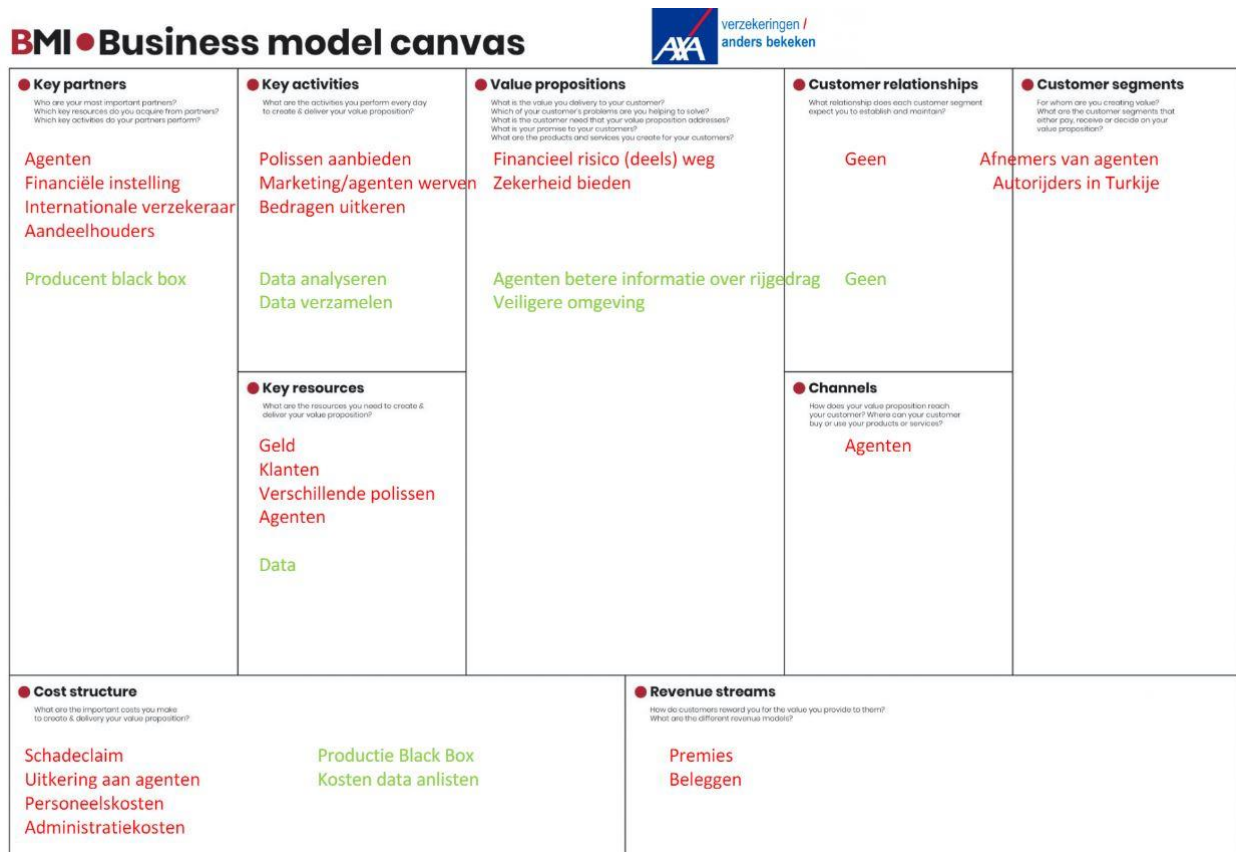 BMI Business model canvas
AXA
verzekeringen /
anders bekeken
Key partners
Who are your most important partners?
Which key resources do you acquire from partners?
Which key activities do your partners perform?
Agenten
Financiële instelling
Internationale verzekeraar
Aandeelhouders
Producent black box
Key activities
What are the activities you perform every day
to create & deliver your value proposition?
Polissen aanbieden
Marketing/agenten werven
Bedragen uitkeren
Data analyseren
Data verzamelen
Key resources
What are the resources you need to create &
deliver your value proposition?
Geld
Klanten
Verschillende polissen
Agenten
Data
Value propositions
What is the value you delivery to your customer?
Which of your customer's problems are you helping to solve?
What is the customer need that your value proposition addresses?
What is your promise to your customers?
What are the products and services you create for your customers?
Financieel risico (deels) weg
Zekerheid bieden
Agenten betere informatie over rijgedrag
Veiligere omgeving
Customer relationships
What relationship does each customer segment
expect you to establish and maintain?
Geen
Geen
Channels
How does your value proposition reach
your customer? Where can your customer
buy or use your products or services?
Agenten
Customer segments
For whom are you creating value?
What are the customer segments that
either pay, receive or decide on your
value proposition?
Afnemers van agenten
Autorijders in Turkije
Cost structure
What are the important costs you make
to create & delivery your value proposition?
Schadeclaim
Uitkering aan agenten
Personeelskosten
Administratiekosten
Productie Black Box
Kosten data anlisten
Revenue streams
How do customers reward you for the value you provide to them?
What are the different revenue models?
Premies
Beleggen